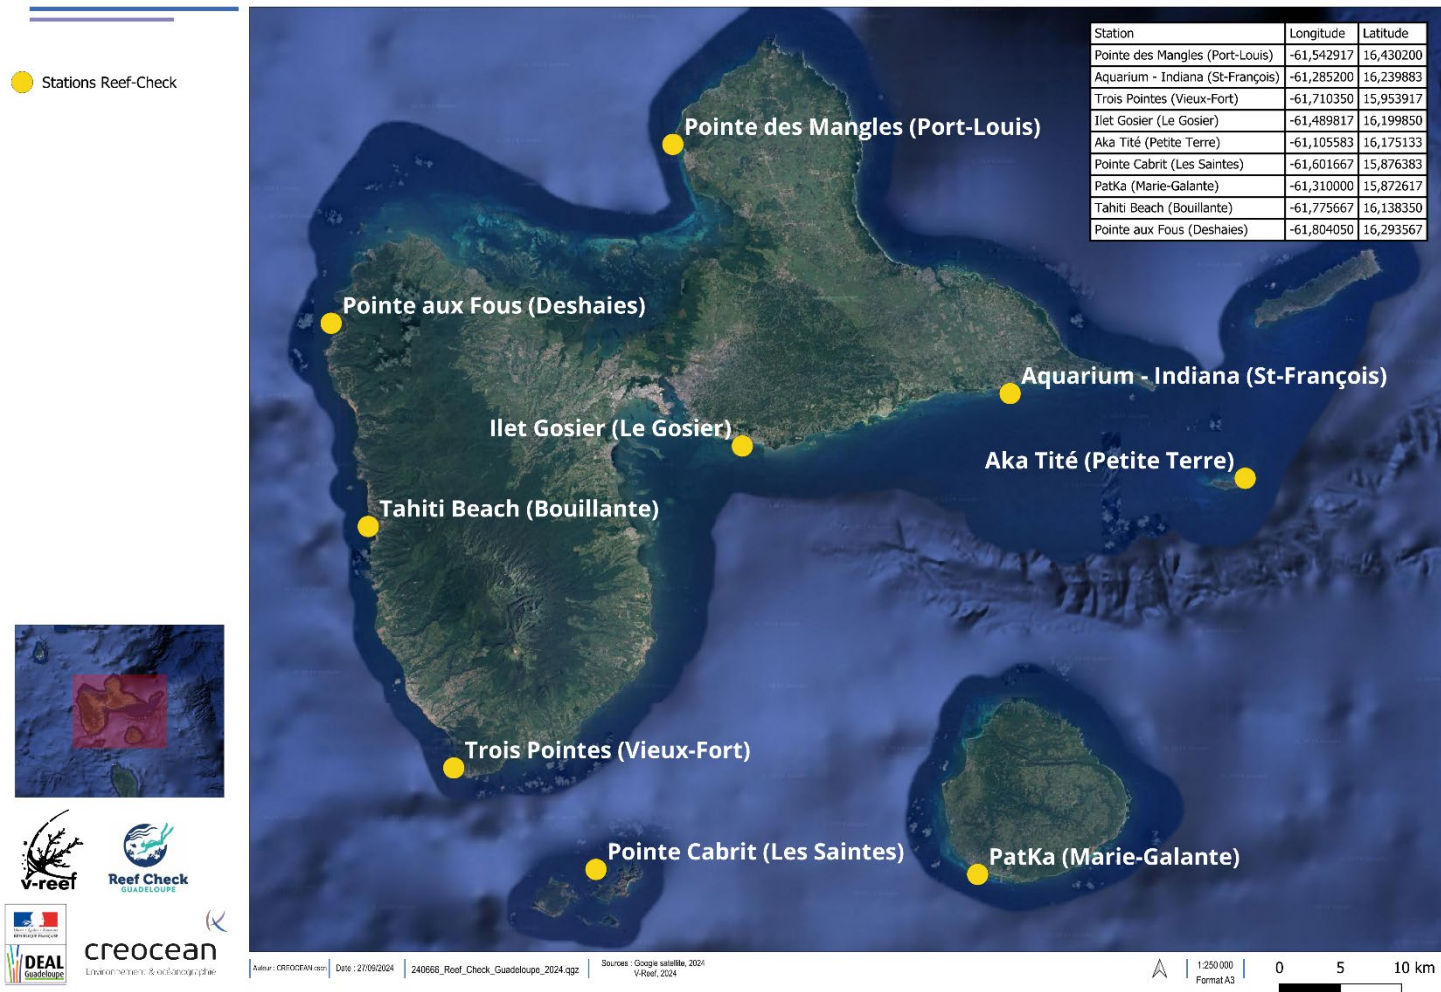 Stations Reef-Check
Station Longitude Latitude
Pointe des Mangles (Port-Louis) -61,542917 16,430200
Aquarium - Indiana (St-François) -61,285200 16,239883
Trois Pointes (Vieux-Fort) -61,710350 15,953917
Ilet Gosier (Le Gosier) -61,489817 16,199850
Aka Tité (Petite Terre) -61,105583 16,175133
Pointe Cabrit (Les Saintes) -61,601667 15,876383
PatKa (Marie-Galante) -61,310000 15,872617
Tahiti Beach (Bouillante) -61,775667 16,138350
Pointe aux Fous (Deshaies) -61,804050 16,293567
Pointe des Mangles (Port-Louis)
Pointe aux Fous (Deshaies)
Aquarium - Indiana (St-François)
Ilet Gosier (Le Gosier)
Aka Tité (Petite Terre)
Tahiti Beach (Bouillante)
Trois Pointes (Vieux-Fort)
Pointe Cabrit (Les Saintes)
PatKa (Marie-Galante)
v-reef
Reef Check
GUADELOUPE
RÉPUBLIQUE FRANÇAISE
DEAL
Guadeloupe
creocean
Environnement & océanographie
Auteur : CREOCEAN
Date : 27/09/2024
240666_Reef_Check_Guadeloupe_2024.qgz
Sources : Google satellite, 2024
V-Reef, 2024
1:250 000
Format A3
0 5 10 km